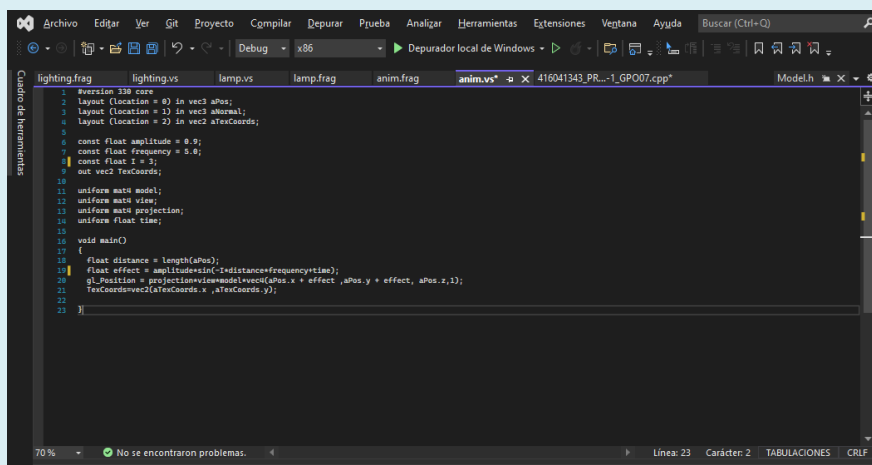 Archivo Editar Ver Git Proyecto Compilar Depurar Prueba Analizar Herramientas Extensiones Ventana Ayuda Buscar (Ctrl+Q)
Debug x86 Depurador local de Windows
lighting.frag lighting.vs lamp.vs lamp.frag anim.frag anim.vs* 416041343_PR...-1_GPO07.cpp* Model.h
Cuadro de herramientas
1 #version 330 core
2 layout (location = 0) in vec3 aPos;
3 layout (location = 1) in vec3 aNormal;
4 layout (location = 2) in vec2 aTexCoords;
5
6 const float amplitude = 0.9;
7 const float frequency = 5.0;
8 const float I = 3;
9 out vec2 TexCoords;
10
11 uniform mat4 model;
12 uniform mat4 view;
13 uniform mat4 projection;
14 uniform float time;
15
16 void main()
17 {
18 float distance = length(aPos);
19 float effect = amplitude*sin(-I*distance*frequency+time);
20 gl_Position = projection*view*model*vec4(aPos.x + effect ,aPos.y + effect, aPos.z,1);
21 TexCoords=vec2(aTexCoords.x ,aTexCoords.y);
22
23 }
70 % No se encontraron problemas. Línea: 23 Carácter: 2 TABULACIONES CRLF